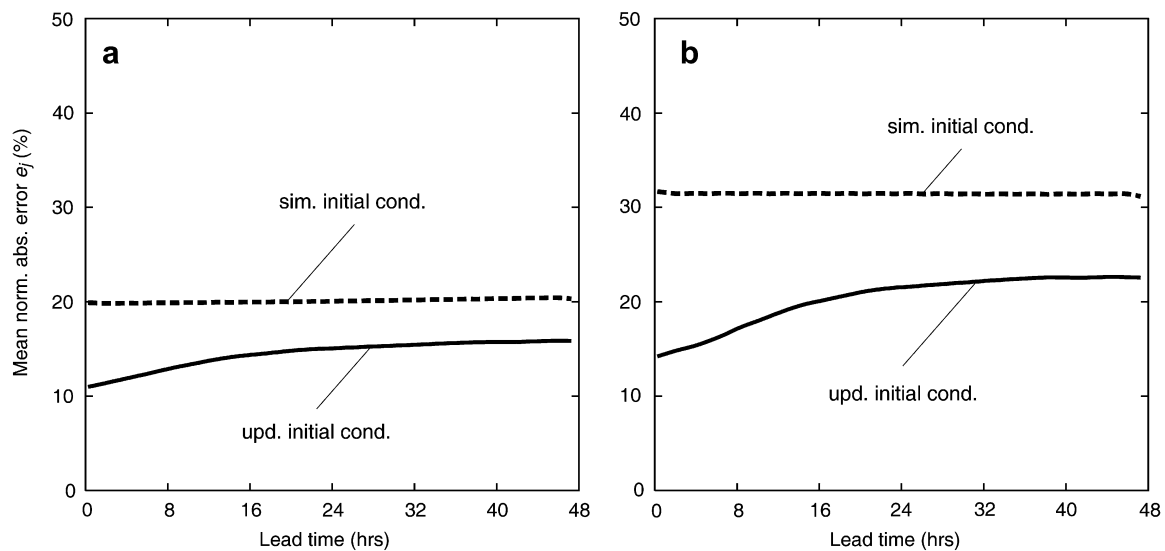 a
50
40
30
20
10
0
Mean norm. abs. error ej (%)
sim. initial cond.
upd. initial cond.
0 8 16 24 32 40 48
Lead time (hrs)
b
50
40
30
20
10
0
sim. initial cond.
upd. initial cond.
0 8 16 24 32 40 48
Lead time (hrs)